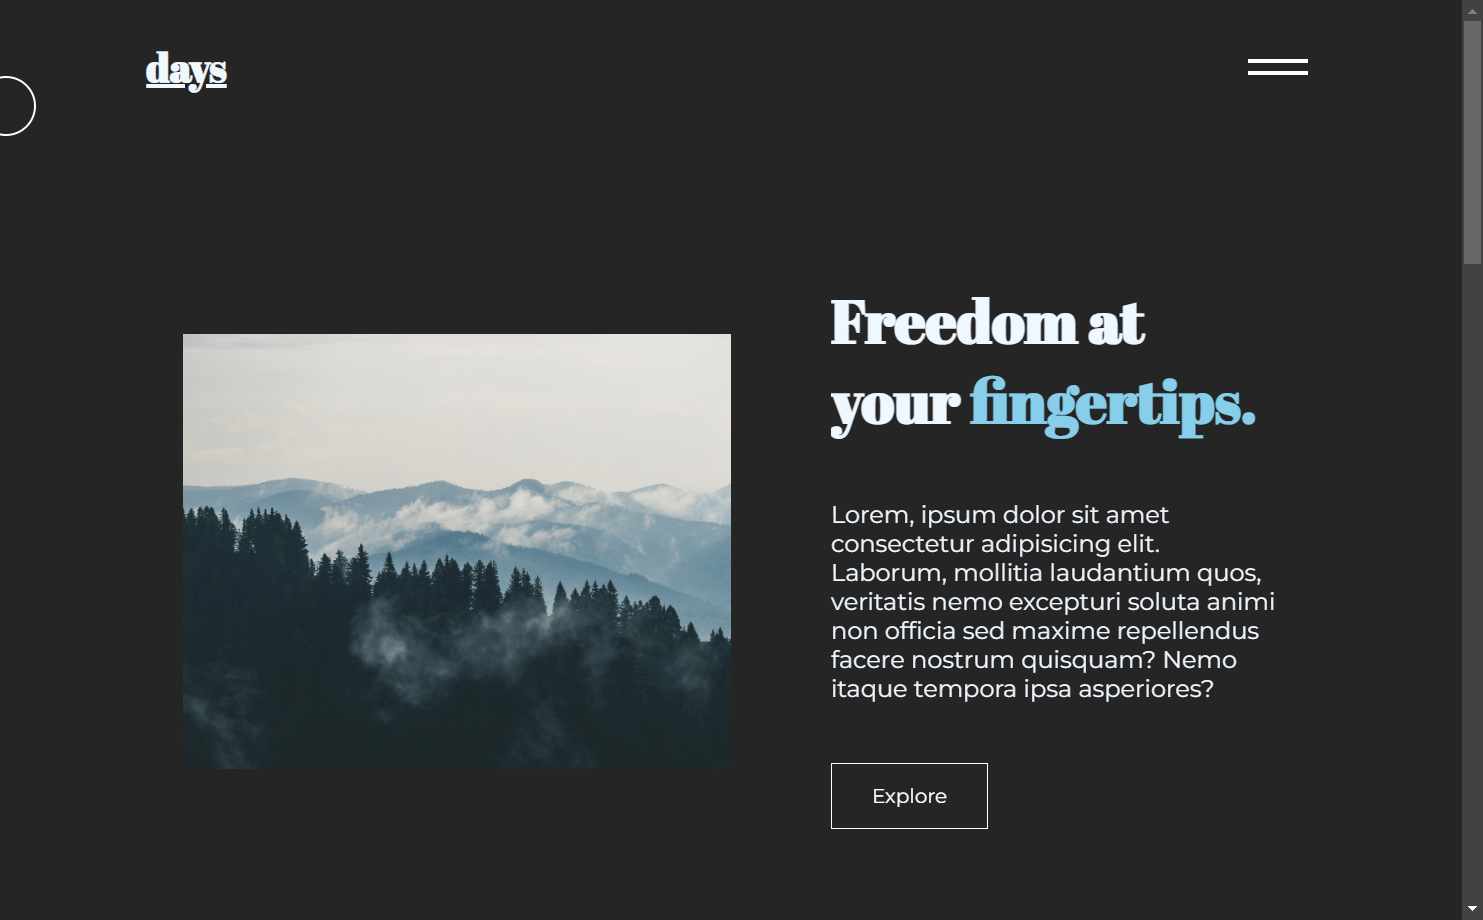 days
Freedom at
your fingertips.
Lorem, ipsum dolor sit amet
consectetur adipisicing elit.
Laborum, mollitia laudantium quos,
veritatis nemo excepturi soluta animi
non officia sed maxime repellendus
facere nostrum quisquam? Nemo
itaque tempora ipsa asperiores?
Explore